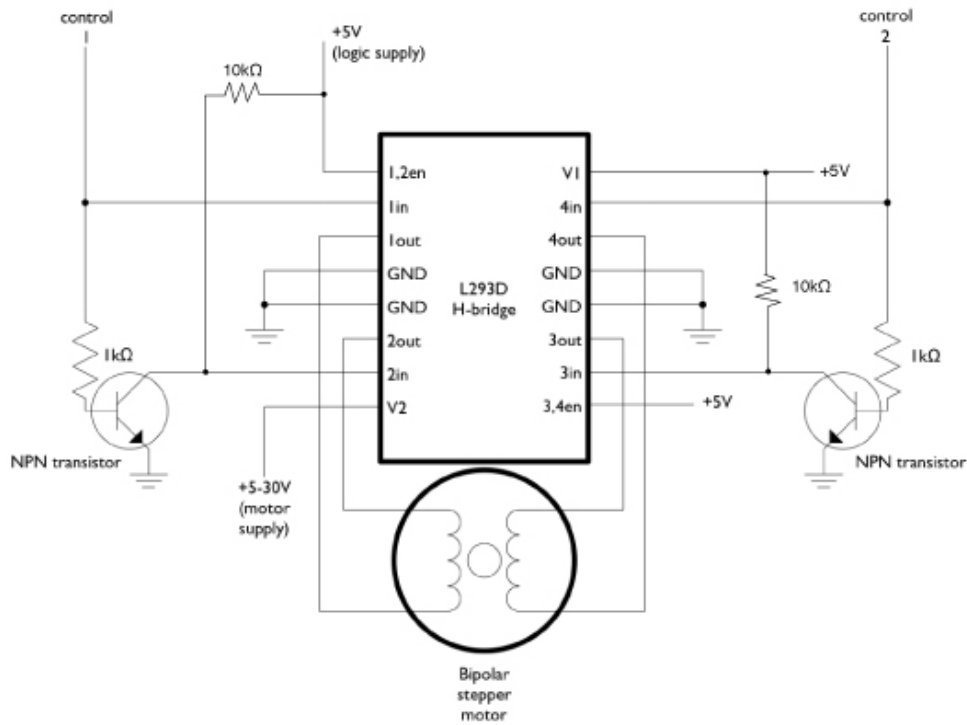 control
1
+5V
(logic supply)
10kΩ
control
2
1,2en
1in
1out
GND
GND
2out
2in
V2
L293D
H-bridge
V1
4in
4out
GND
GND
3out
3in
3,4en
+5V
10kΩ
+5V
1kΩ
NPN transistor
1kΩ
NPN transistor
+5-30V
(motor
supply)
Bipolar
stepper
motor